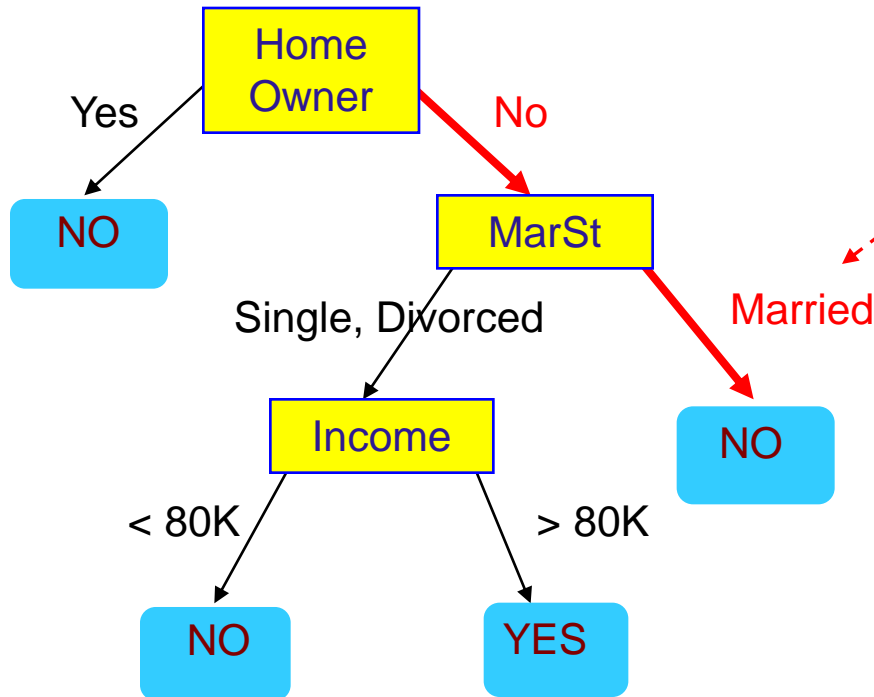 Home
Owner
Yes
No
NO
MarSt
Single, Divorced
Married
Income
NO
< 80K
> 80K
NO
YES